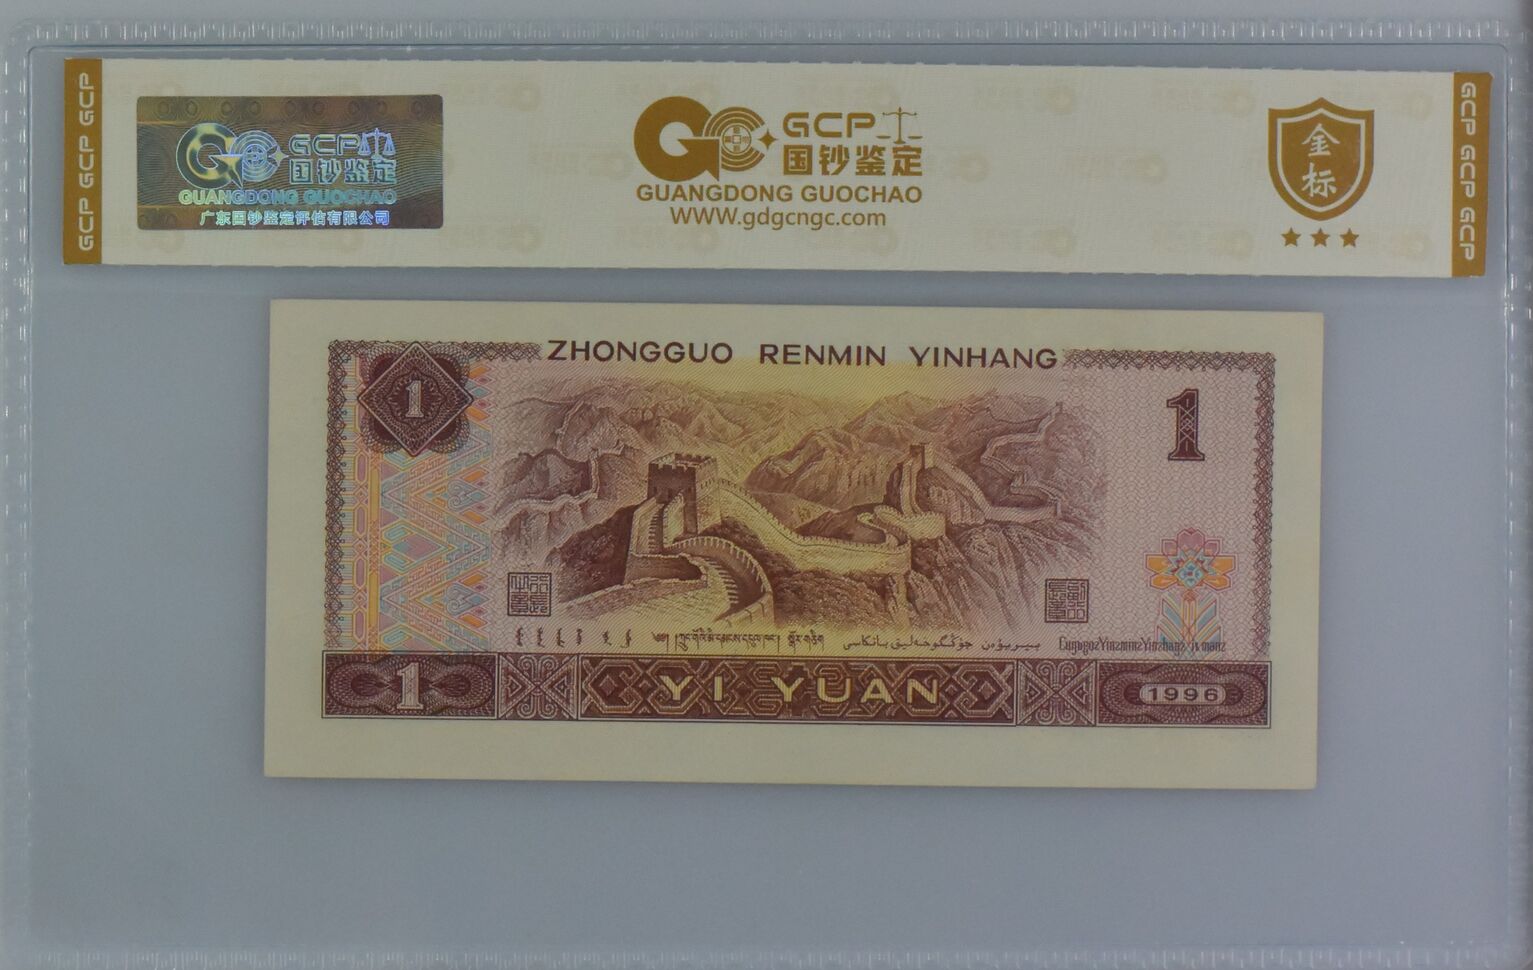 GCP GCP GCP
GCP
国钞鉴定
GUANGDONG GUOCHAO
广东国钞鉴定评估有限公司
GCP
国钞鉴定
GUANGDONG GUOCHAO
WWW.gdgcngc.com
金标
GCP GCP GCP
ZHONGGUO RENMIN YINHANG
1
1
1
YI YUAN
1996